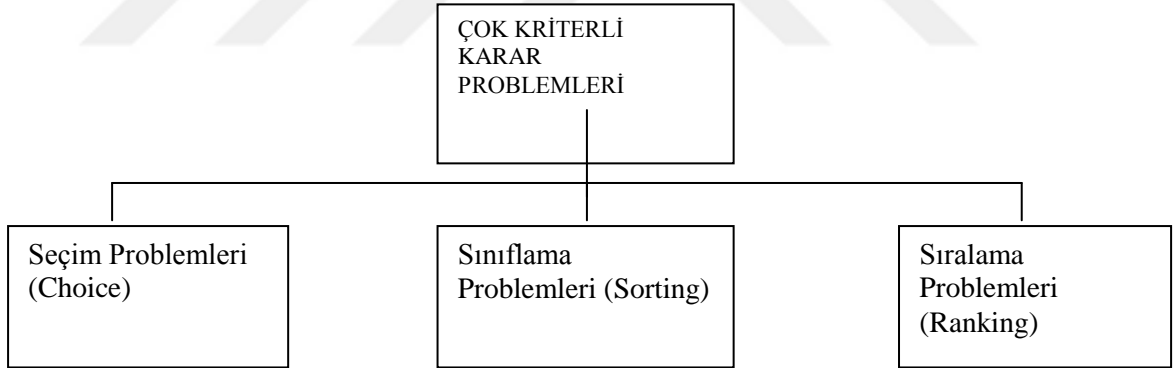 ÇOK KRİTERLİ
KARAR
PROBLEMLERİ
Seçim Problemleri
(Choice)
Sınıflama
Problemleri (Sorting)
Sıralama
Problemleri
(Ranking)